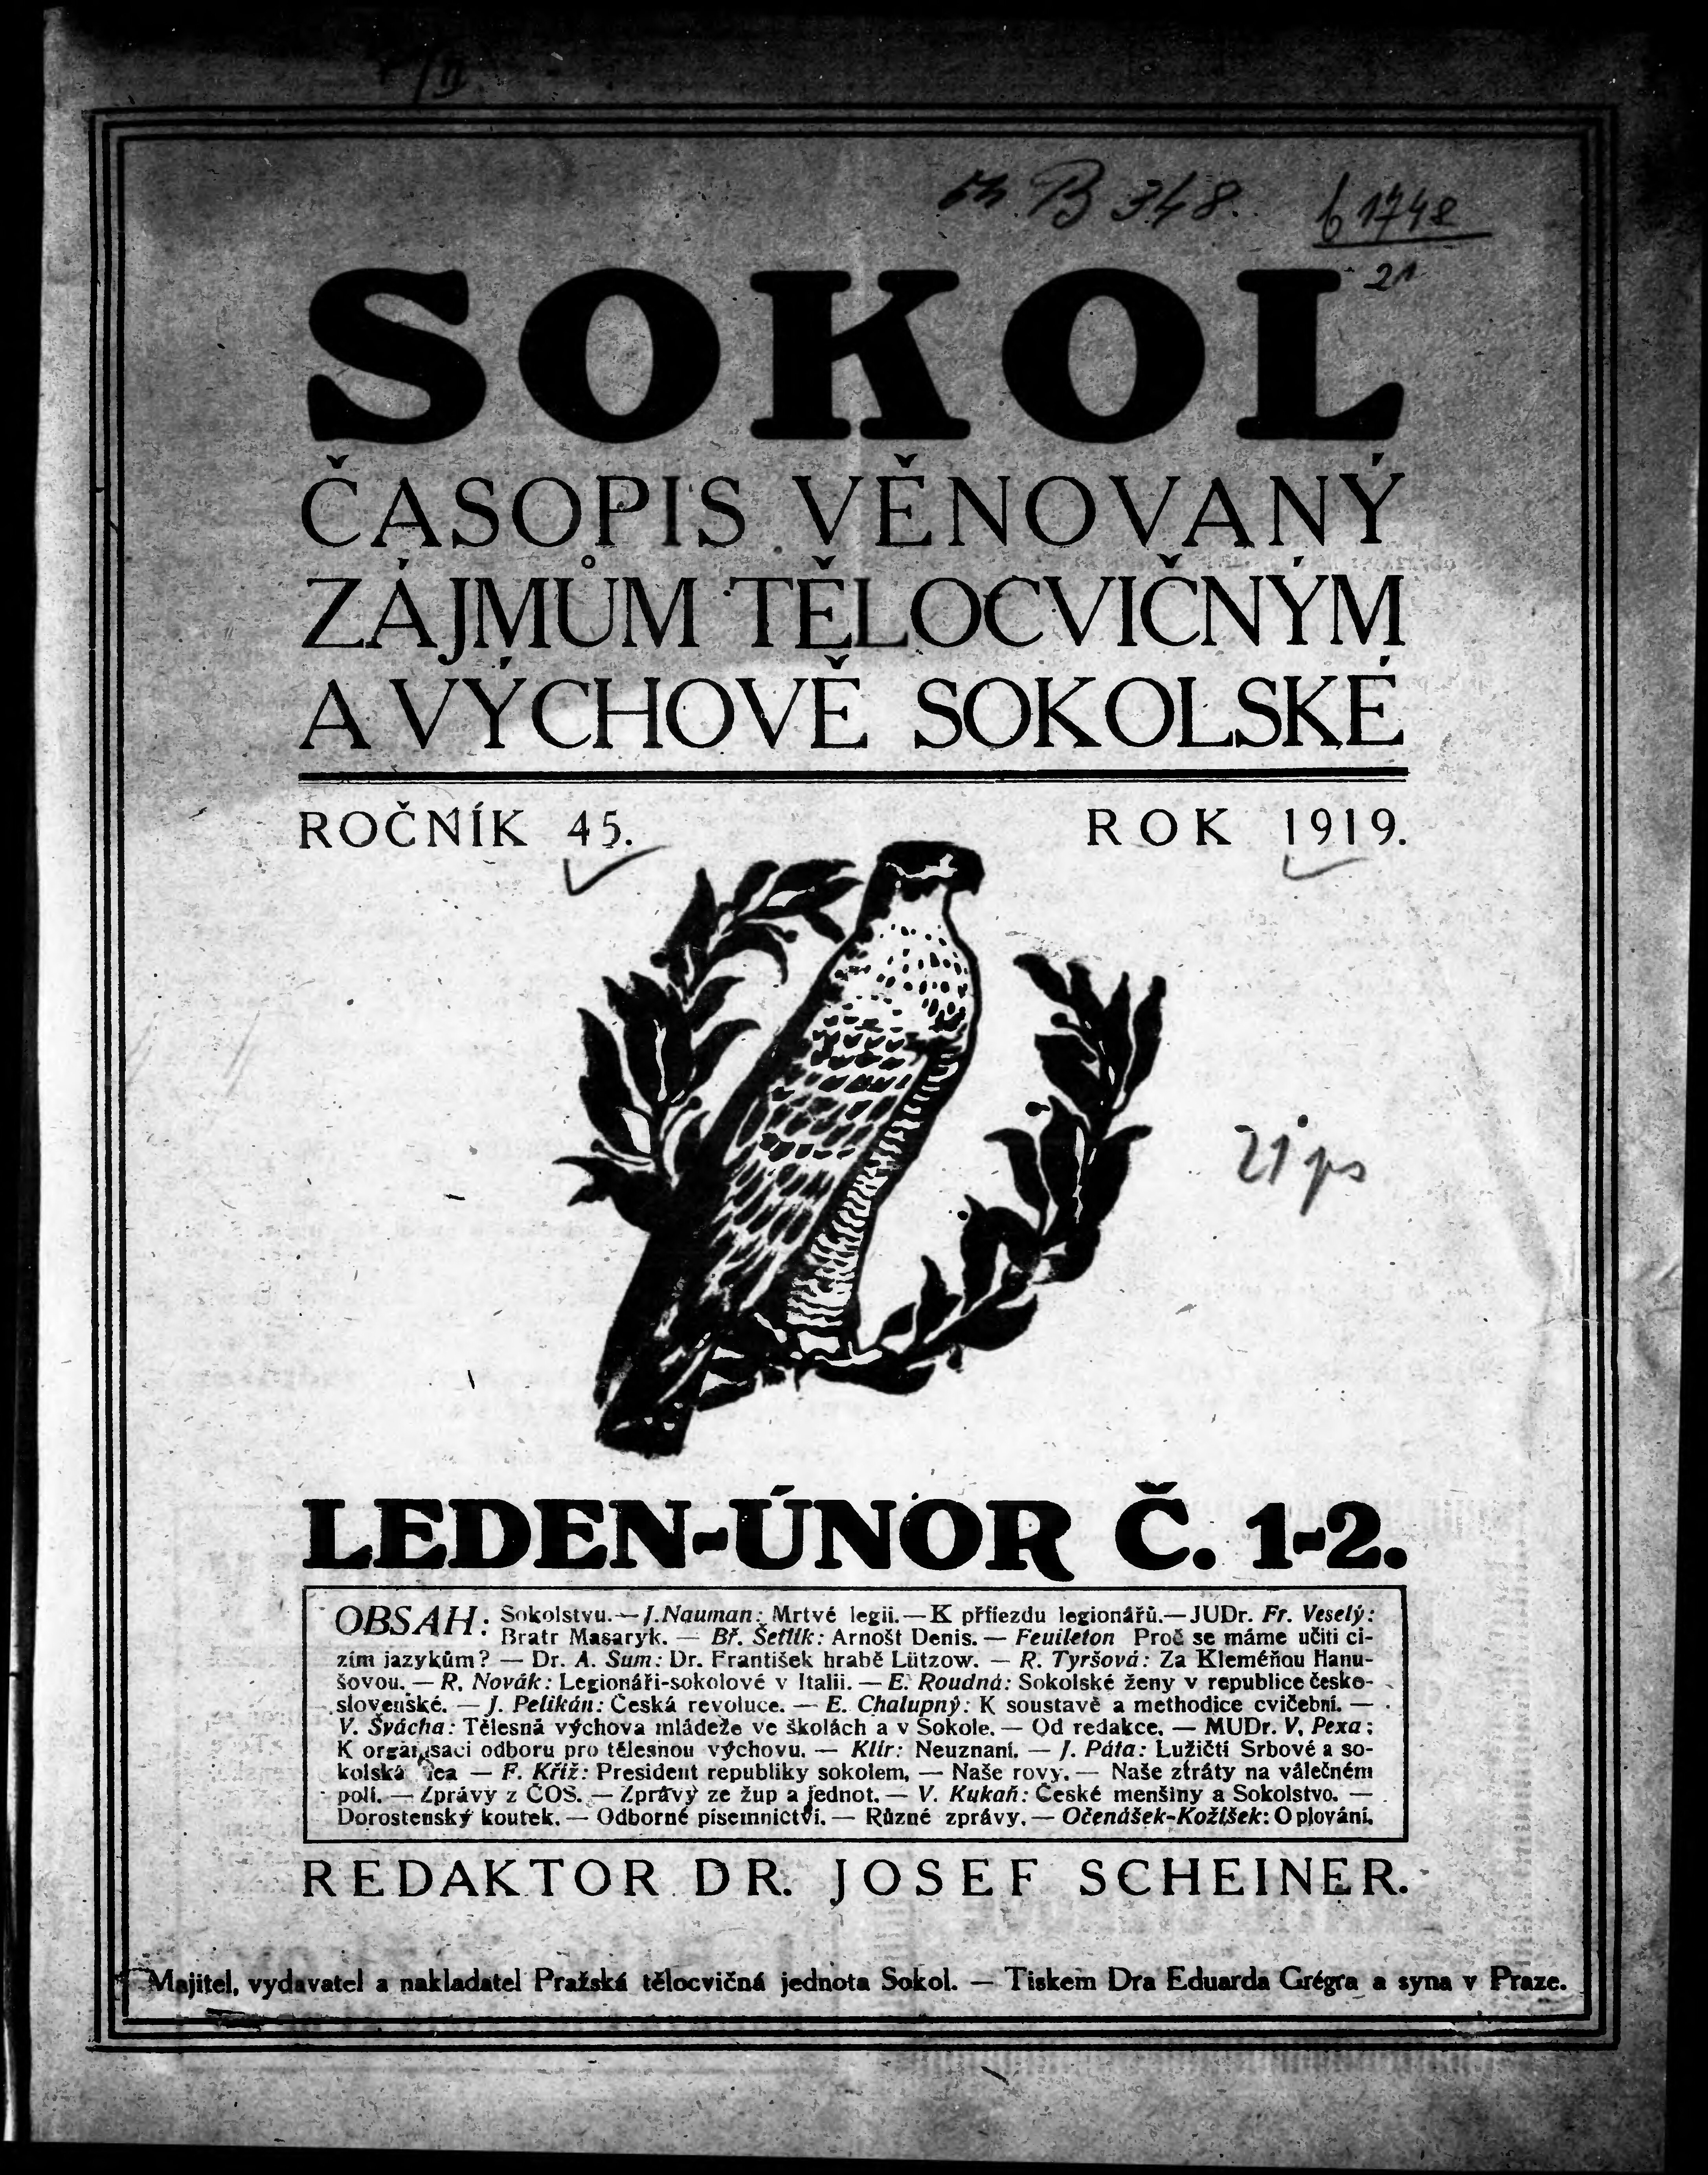 m. B 348. b 1748
21
SOKOL
ČASOPIS VĚNOVANÝ
ZÁJMŮM TĚLOCVIČNÝM
A VÝCHOVĚ SOKOLSKÉ
ROČNÍK 45. ROK 1919.
21 ps
LEDEN-ÚNOR Č. 1-2.
OBSAH: Sokolstvu. — J. Nauman: Mrtvé legii. — K příjezdu legionářů. — JUDr. Fr. Veselý:
Bratr Masaryk. — Bř. Šetlík: Arnošt Denis. — Feuileton Proč se máme učiti ci-
zím jazykům? — Dr. A. Sum: Dr. František hrabě Lützow. — R. Tyršová: Za Kleméňou Hanu-
šovou. — R. Novák: Legionáři-sokolové v Italii. — E. Roudná: Sokolské ženy v republice česko-
slovenské. — J. Pelikán: Česká revoluce. — E. Chalupný: K soustavě a methodice cvičební. —
V. Švácha: Tělesná výchova mládeže ve školách a v Sokole. — Od redakce. — MUDr. V. Pexa:
K organisaci odboru pro tělesnou výchovu. — Klír: Neuznaní. — J. Páta: Lužičtí Srbové a so-
kolská idea — F. Kříž: President republiky sokolem. — Naše rovy. — Naše ztráty na válečném
poli. — Zprávy z ČOS. — Zprávy ze žup a jednot. — V. Kukaň: České menšiny a Sokolstvo. —
Dorostenský koutek. — Odborné písemnictví. — Různé zprávy. — Očenášek-Kožíšek: O plování.
REDAKTOR DR. JOSEF SCHEINER.
Majitel, vydavatel a nakladatel Pražská tělocvičná jednota Sokol. — Tiskem Dra Eduarda Grégra a syna v Praze.